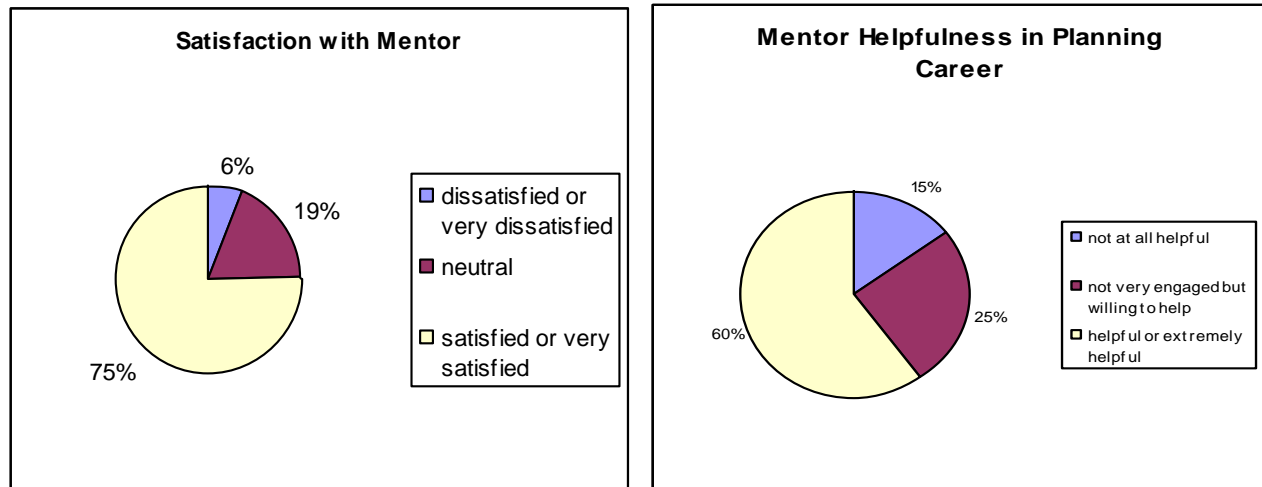 Satisfaction with Mentor
6%
19%
75%
dissatisfied or
very dissatisfied
neutral
satisfied or very
satisfied
Mentor Helpfulness in Planning
Career
15%
25%
60%
not at all helpful
not very engaged but
willing to help
helpful or extremely
helpful